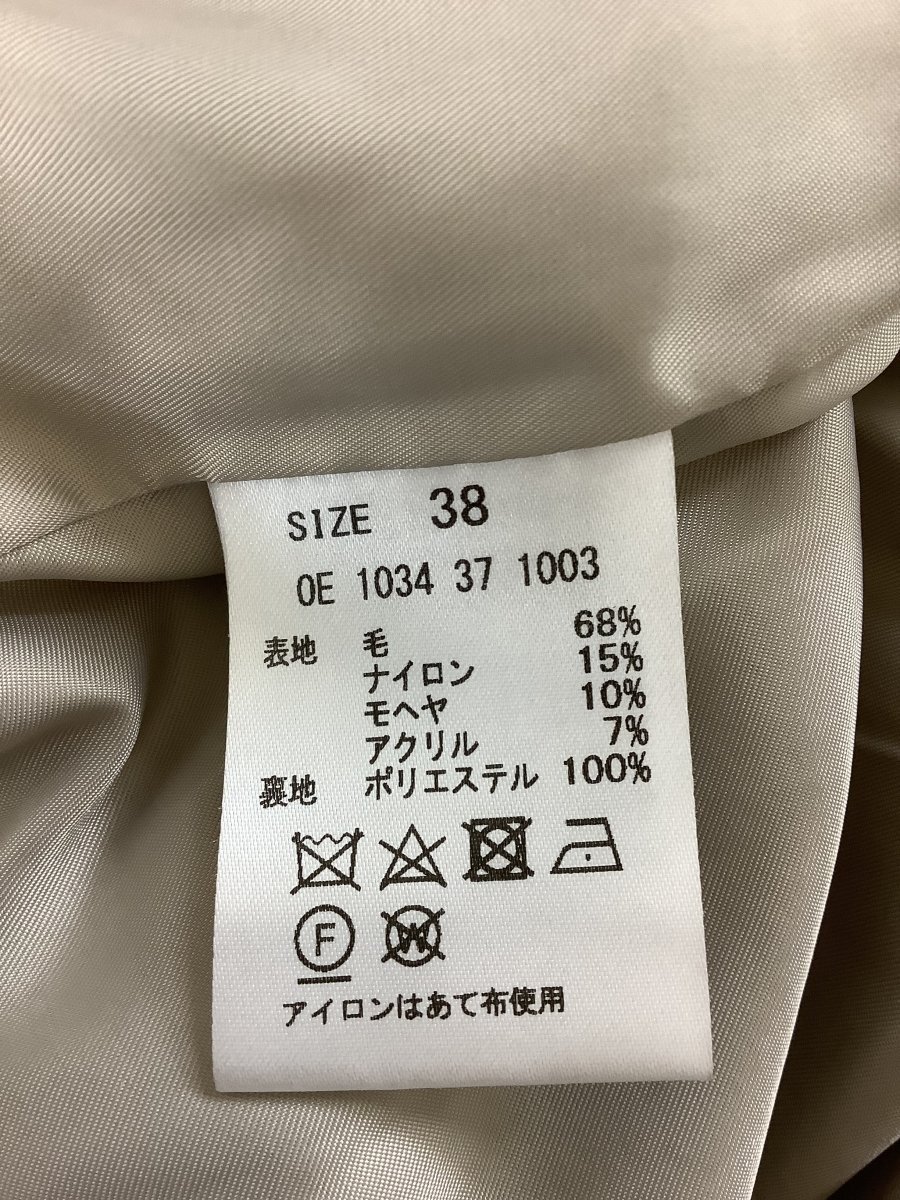 SIZE 38
OE 1034 37 1003
表地 毛 68%
ナイロン 15%
モヘヤ 10%
アクリル 7%
裏地 ポリエステル 100%
F W
アイロンはあて布使用